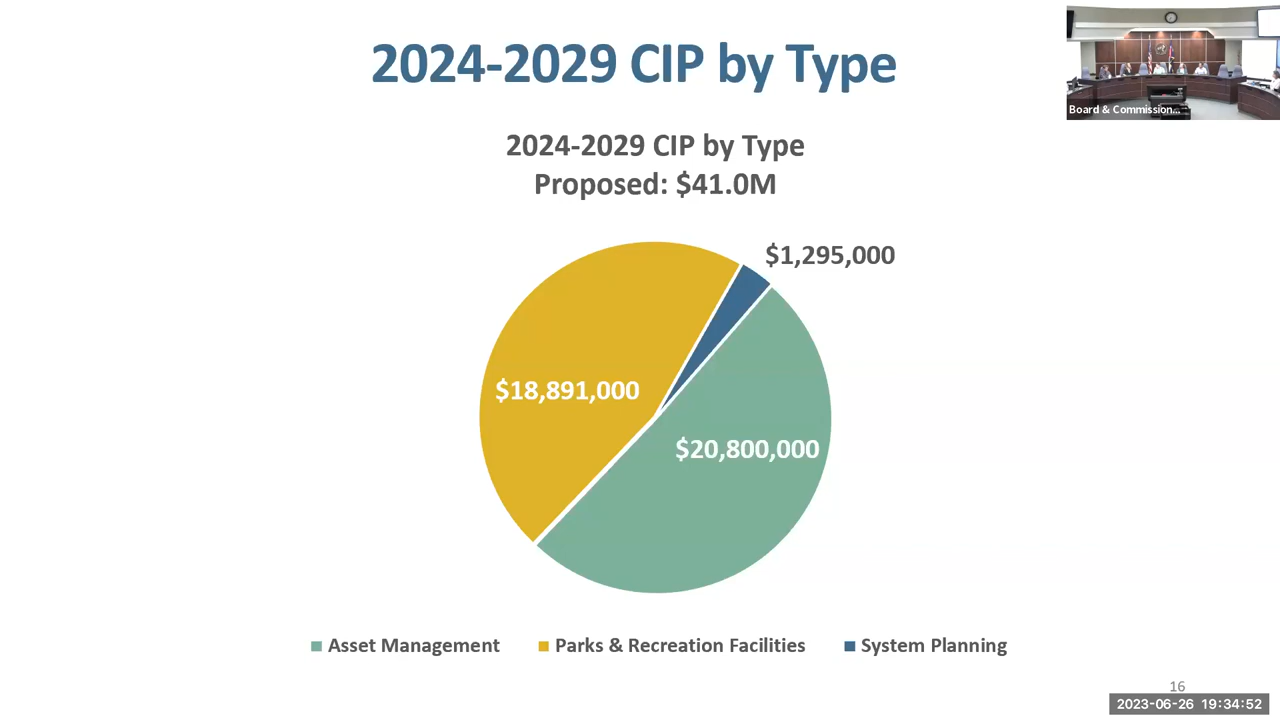 2024-2029 CIP by Type
Board & Commission...
2024-2029 CIP by Type
Proposed: $41.0M
$1,295,000
$18,891,000
$20,800,000
Asset Management
Parks & Recreation Facilities
System Planning
16
2023-06-26 19:34:52